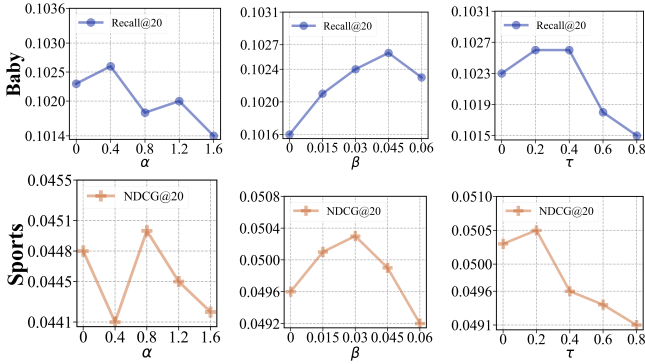 Baby
0.1036
0.1030
0.1025
0.1020
0.1014
Recall@20
0 0.4 0.8 1.2 1.6
α
0.1031
0.1027
0.1024
0.1020
0.1016
Recall@20
0 0.015 0.03 0.045 0.06
β
0.1031
0.1027
0.1023
0.1019
0.1015
Recall@20
0 0.2 0.4 0.6 0.8
τ
Sports
0.0455
0.0451
0.0448
0.0445
0.0441
NDCG@20
0 0.4 0.8 1.2 1.6
α
0.0508
0.0504
0.0500
0.0496
0.0492
NDCG@20
0 0.015 0.03 0.045 0.06
β
0.0510
0.0505
0.0500
0.0496
0.0491
NDCG@20
0 0.2 0.4 0.6 0.8
τ